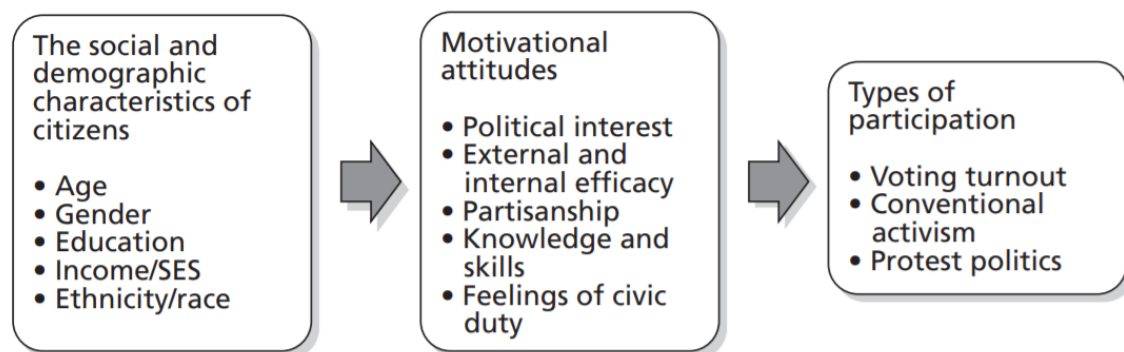 The social and
demographic
characteristics of
citizens
• Age
• Gender
• Education
• Income/SES
• Ethnicity/race
Motivational
attitudes
• Political interest
• External and
internal efficacy
• Partisanship
• Knowledge and
skills
• Feelings of civic
duty
Types of
participation
• Voting turnout
• Conventional
activism
• Protest politics